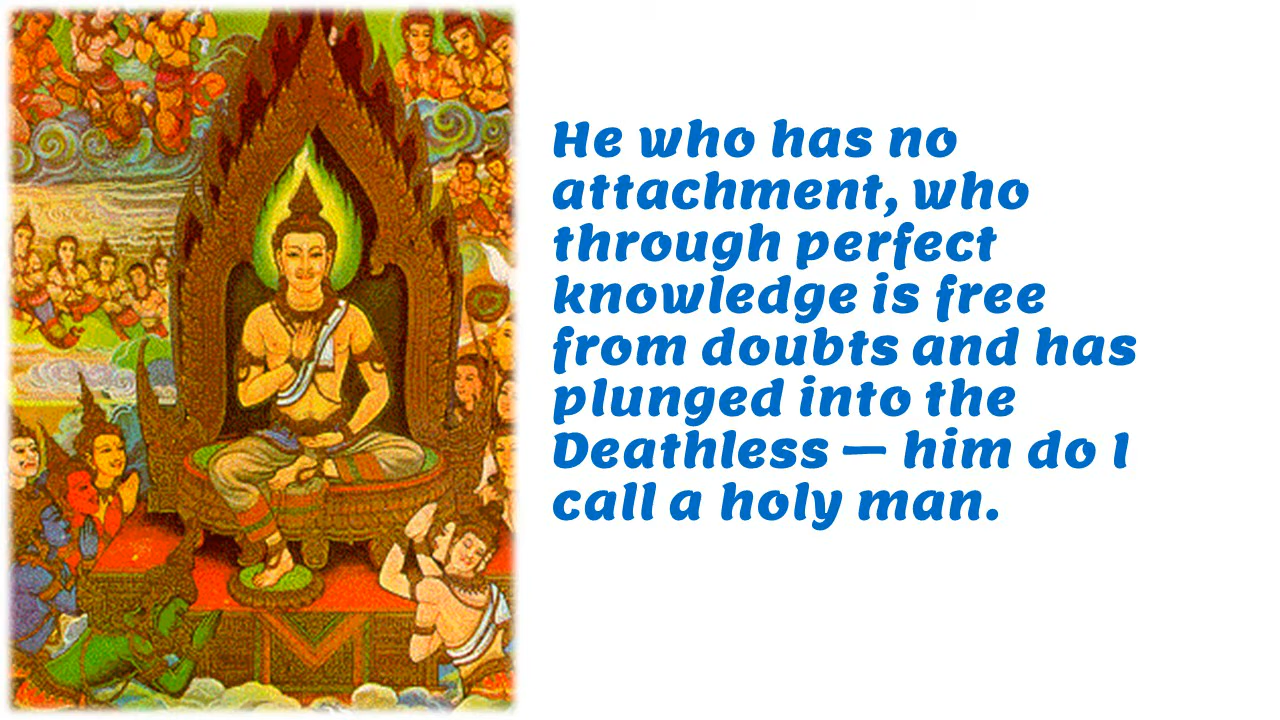 He who has no
attachment, who
through perfect
knowledge is free
from doubts and has
plunged into the
Deathless — him do I
call a holy man.